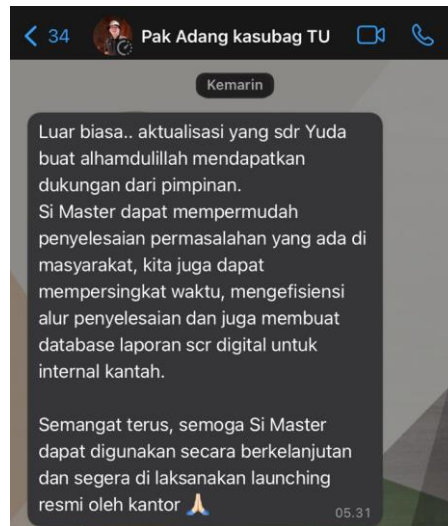 34
Pak Adang kasubag TU
Kemarin
Luar biasa.. aktualisasi yang sdr Yuda
buat alhamdulillah mendapatkan
dukungan dari pimpinan.
Si Master dapat mempermudah
penyelesaian permasalahan yang ada di
masyarakat, kita juga dapat
mempersingkat waktu, mengefisiensi
alur penyelesaian dan juga membuat
database laporan scr digital untuk
internal kantah.
Semangat terus, semoga Si Master
dapat digunakan secara berkelanjutan
dan segera di laksanakan launching
resmi oleh kantor 🙏🏻
05.31